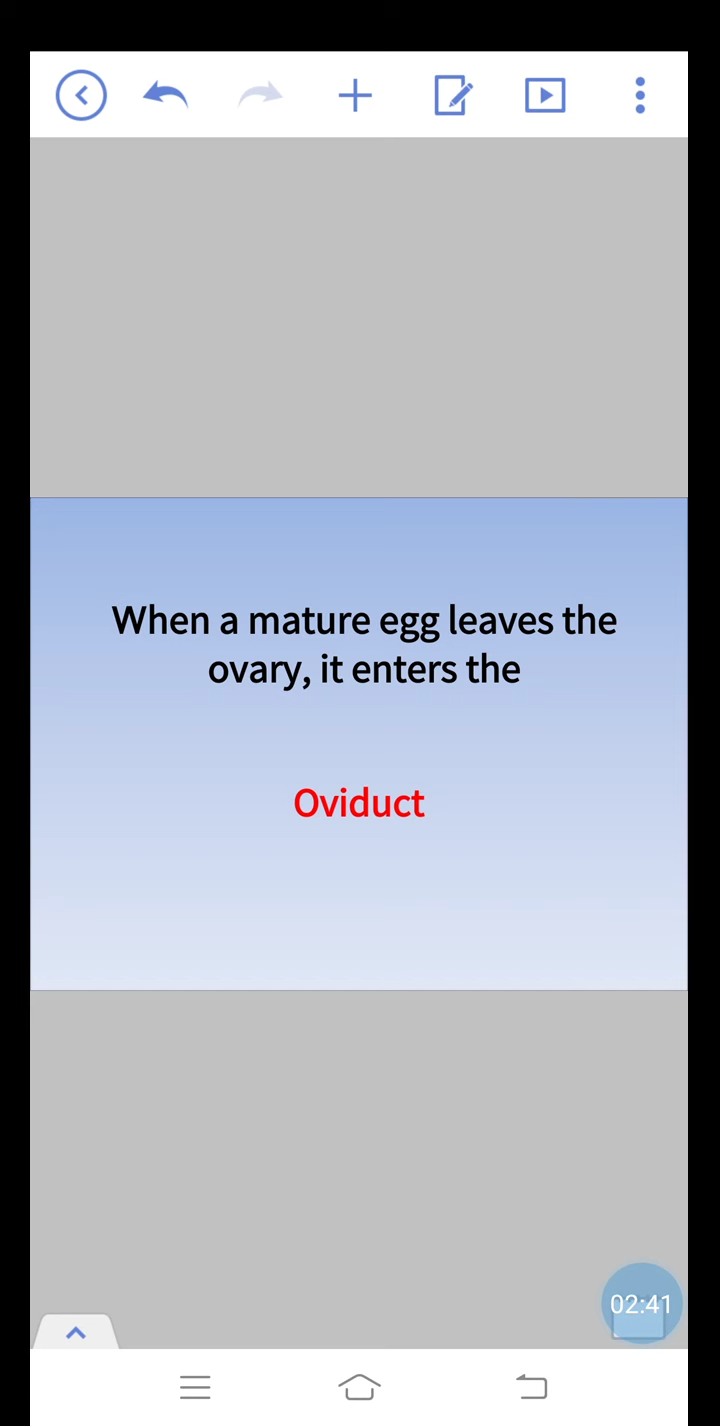 When a mature egg leaves the
ovary, it enters the
Oviduct
02:41